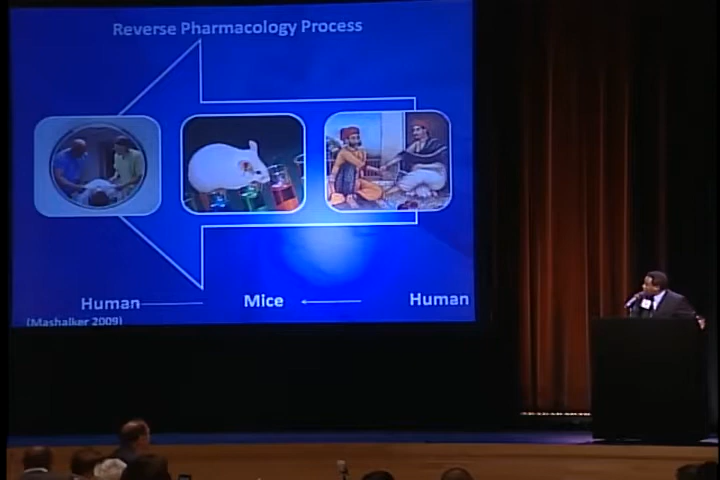 Reverse Pharmacology Process
Human
Mice
Human
(Mashalker 2009)